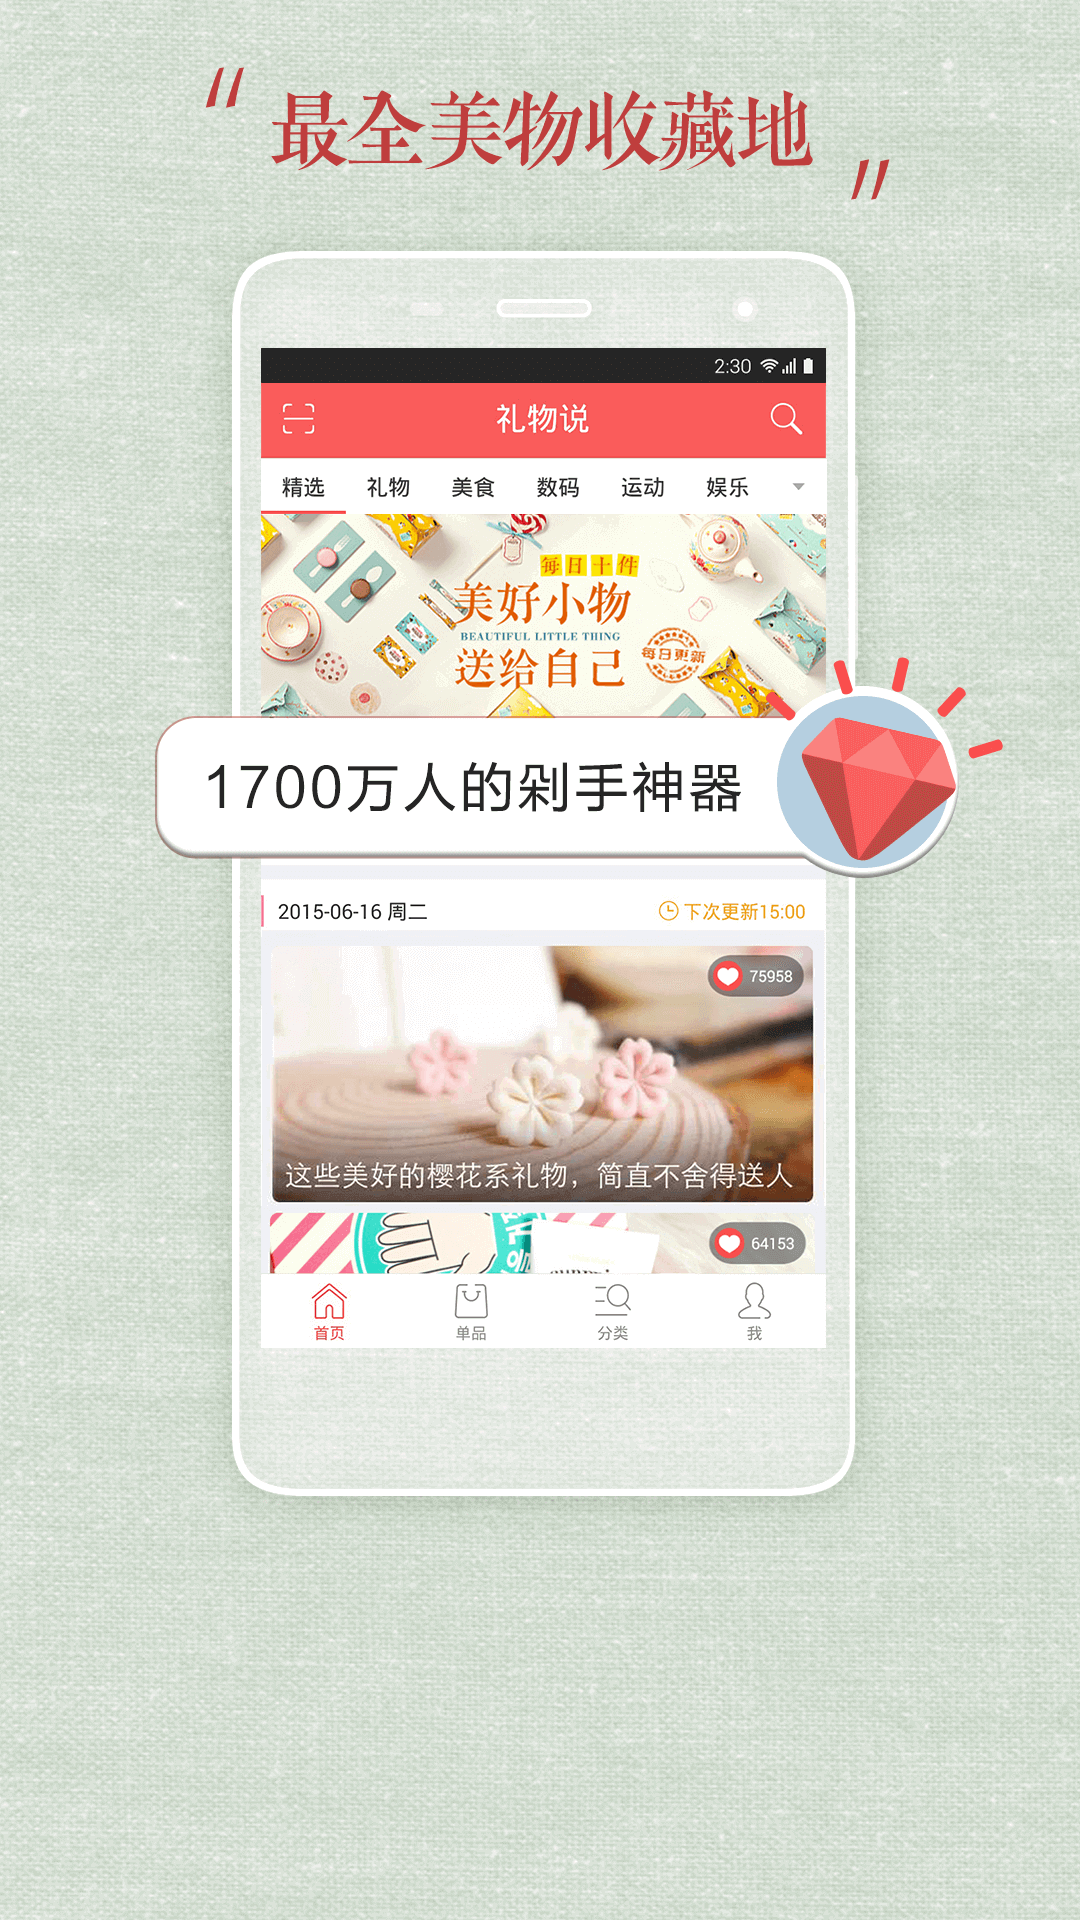 "最全美物收藏地"
2:30
礼物说
精选 礼物 美食 数码 运动 娱乐
每日十件
美好小物
BEAUTIFUL LITTLE THING
送给自己
每日更新
1700万人的剁手神器
2015-06-16 周二 下次更新15:00
75958
这些美好的樱花系礼物，简直不舍得送人
64153
首页 单品 分类 我